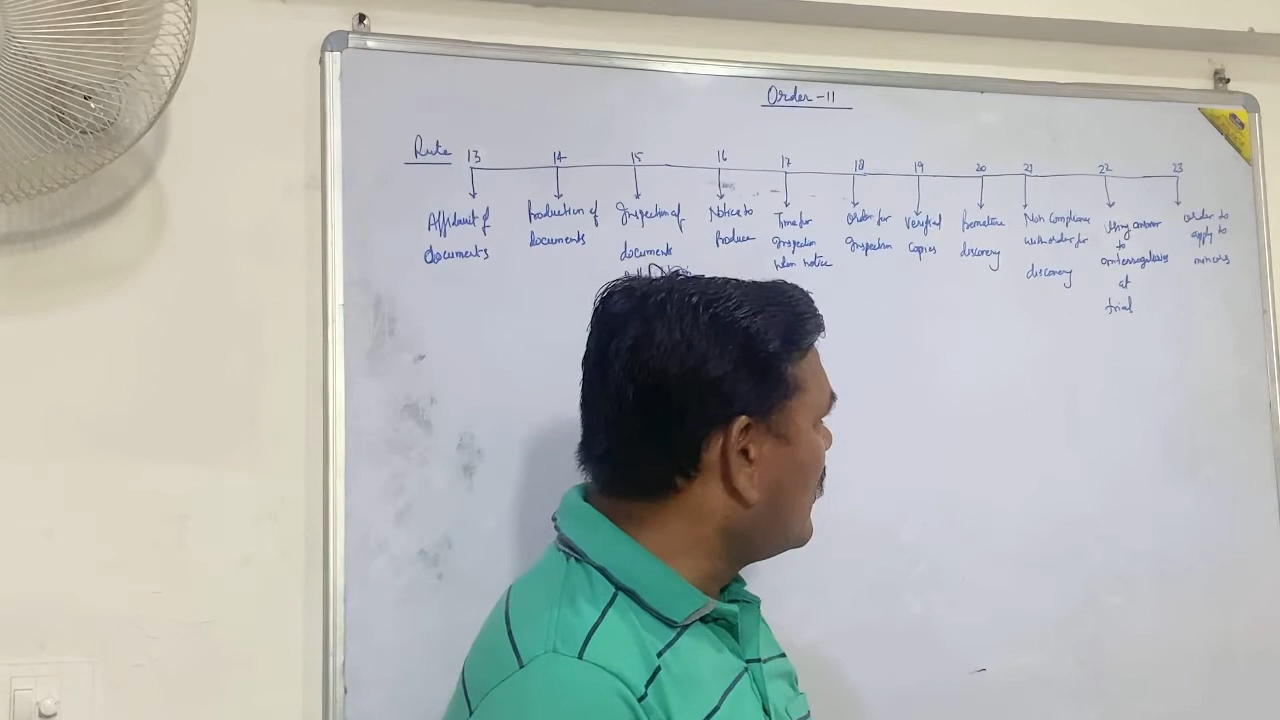 Order-11
Rule 13 14 15 16 17 18 19 20 21 22 23
Affidavit of
documents
Production of
documents
Inspection of
documents
Notice to
Produce
Time for
Inspection
when notice
Order for
Inspection
Verified
Copies
Premature
discovery
Non Compliance
with order for
discovery
Using answer
to
interrogatories
at
trial
Order to
apply to
minors